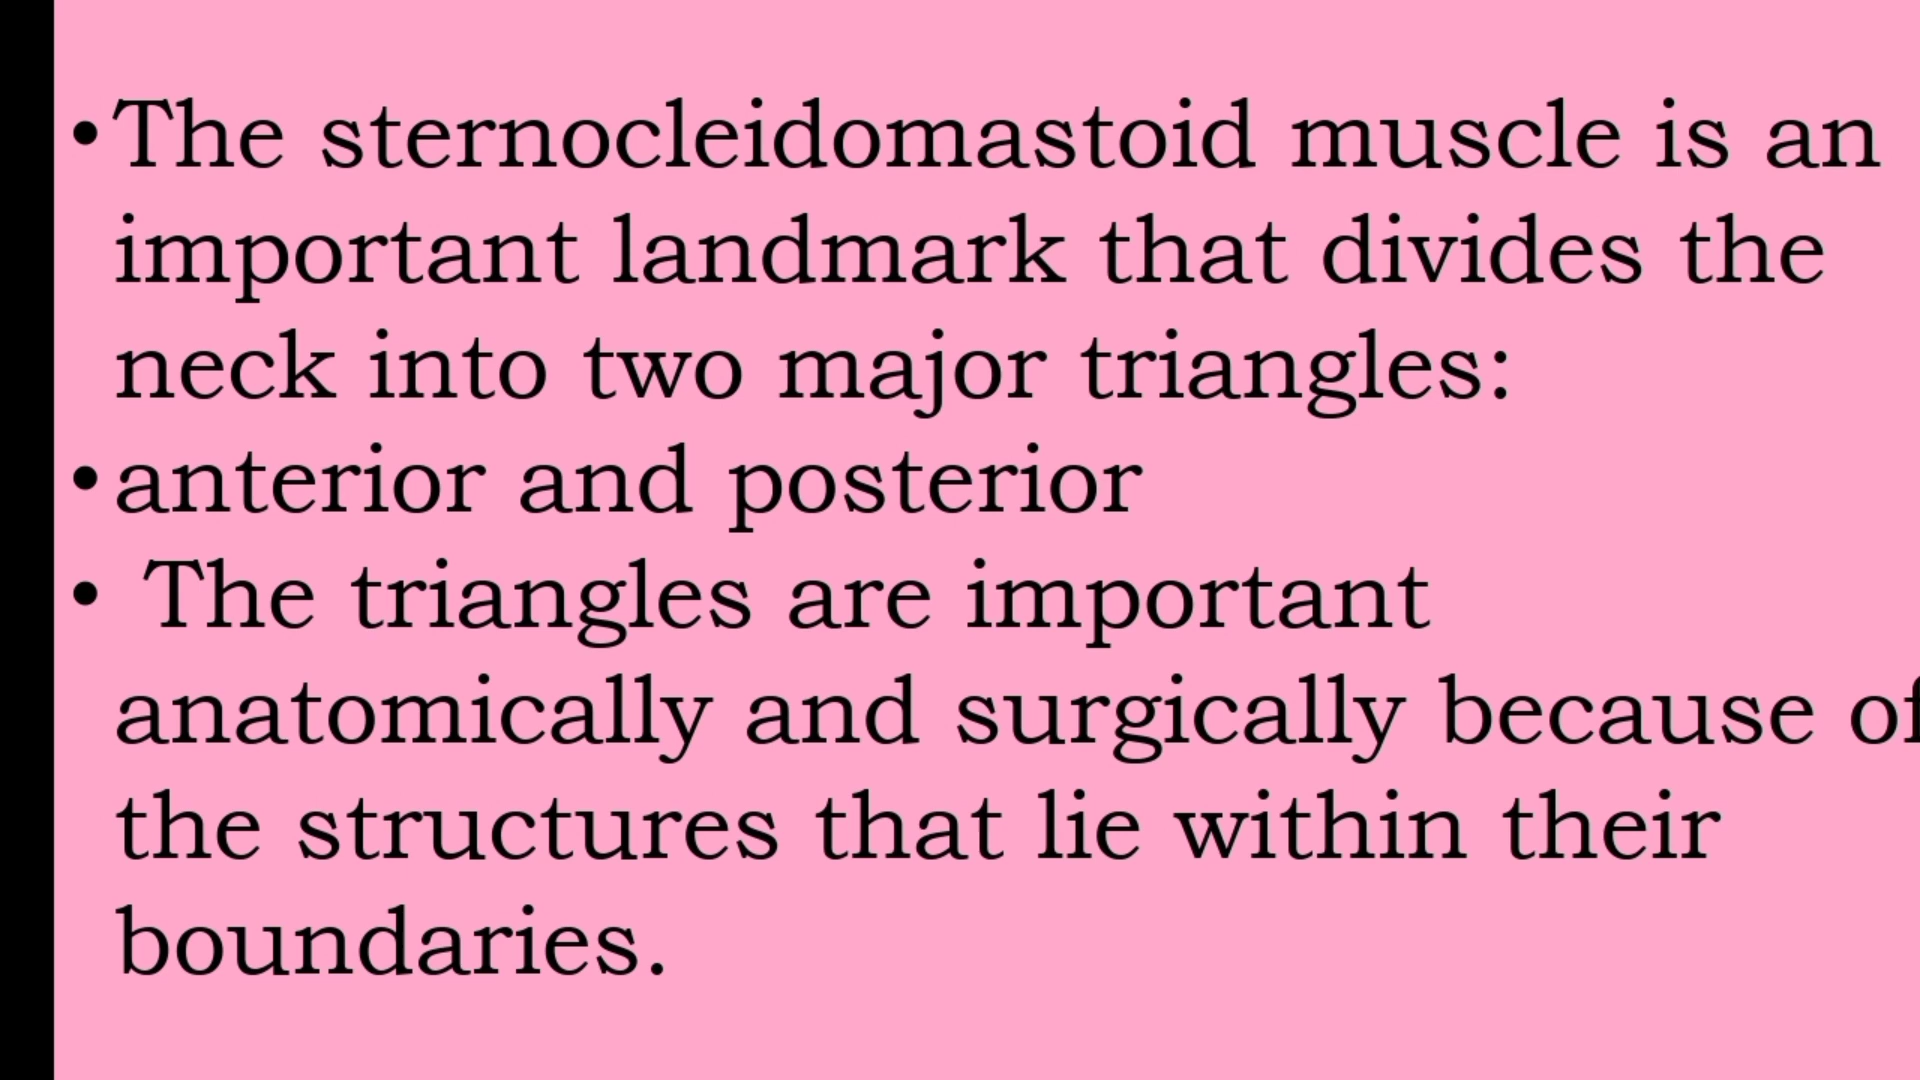 •The sternocleidomastoid muscle is an
important landmark that divides the
neck into two major triangles:
•anterior and posterior
• The triangles are important
anatomically and surgically because of
the structures that lie within their
boundaries.